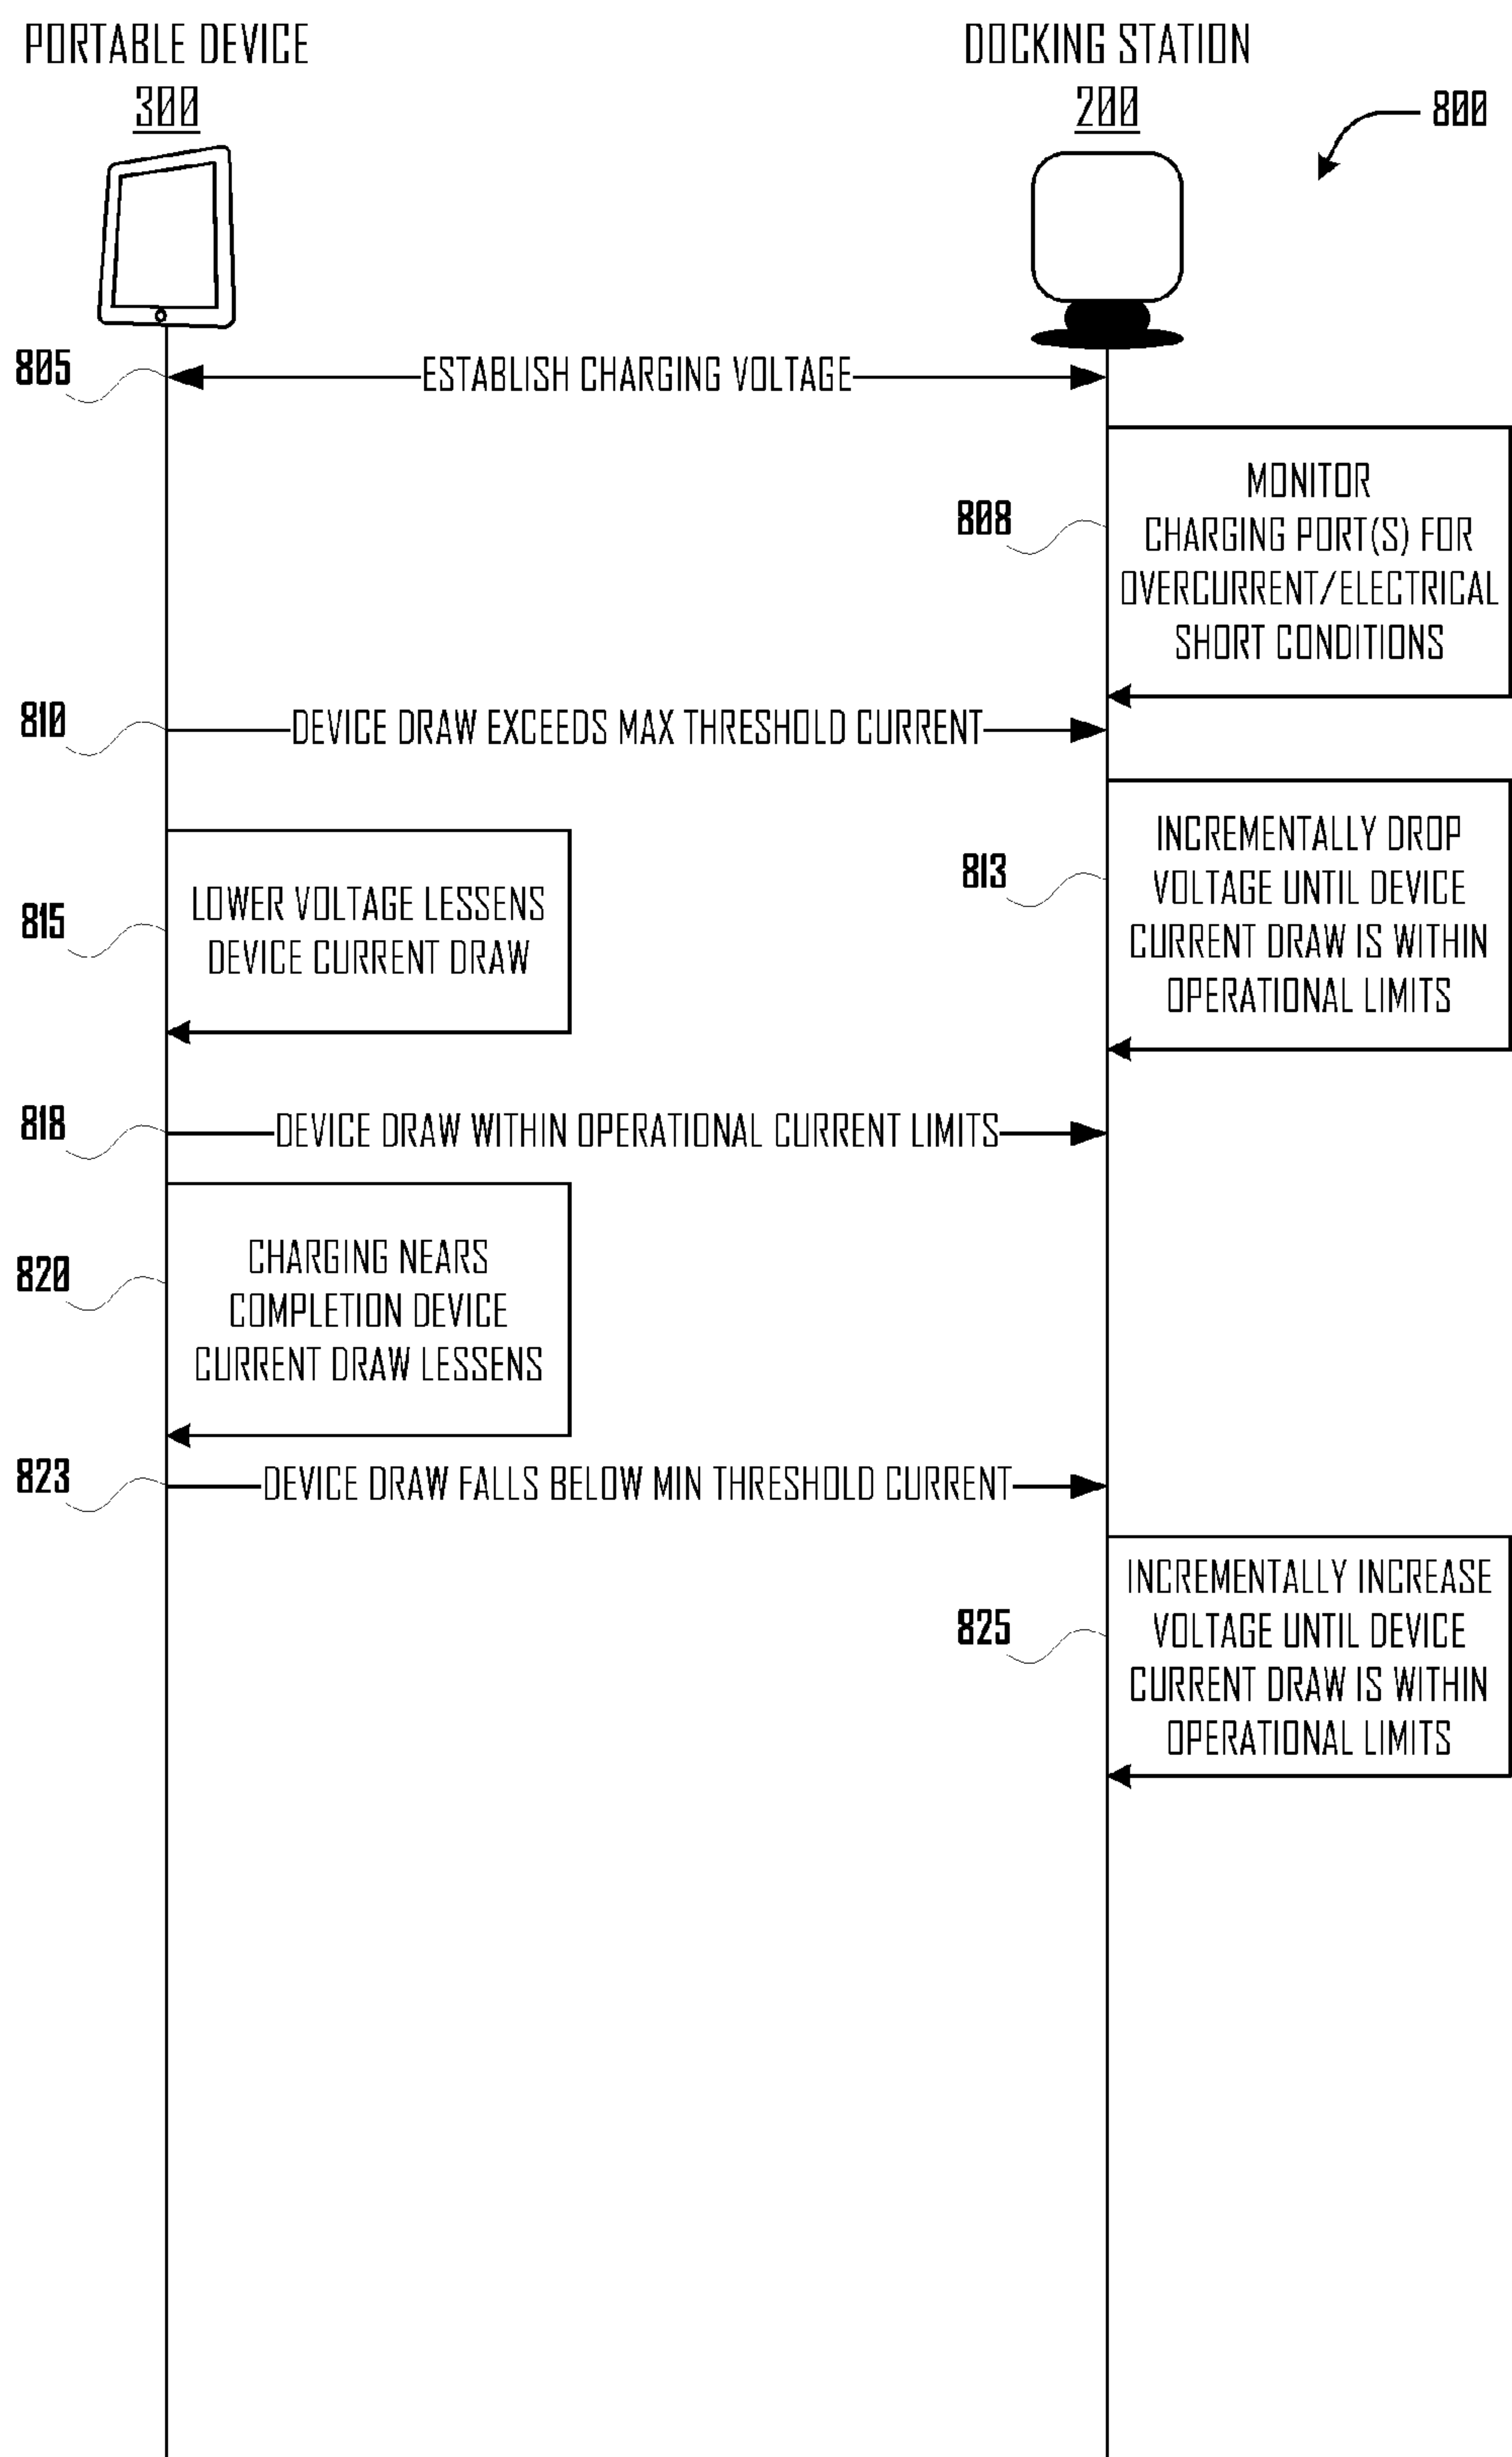 PORTABLE DEVICE
300
DOCKING STATION
200
800
805
ESTABLISH CHARGING VOLTAGE
808
MONITOR
CHARGING PORT(S) FOR
OVERCURRENT/ELECTRICAL
SHORT CONDITIONS
810
DEVICE DRAW EXCEEDS MAX THRESHOLD CURRENT
813
INCREMENTALLY DROP
VOLTAGE UNTIL DEVICE
CURRENT DRAW IS WITHIN
OPERATIONAL LIMITS
815
LOWER VOLTAGE LESSENS
DEVICE CURRENT DRAW
818
DEVICE DRAW WITHIN OPERATIONAL CURRENT LIMITS
820
CHARGING NEARS
COMPLETION DEVICE
CURRENT DRAW LESSENS
823
DEVICE DRAW FALLS BELOW MIN THRESHOLD CURRENT
825
INCREMENTALLY INCREASE
VOLTAGE UNTIL DEVICE
CURRENT DRAW IS WITHIN
OPERATIONAL LIMITS